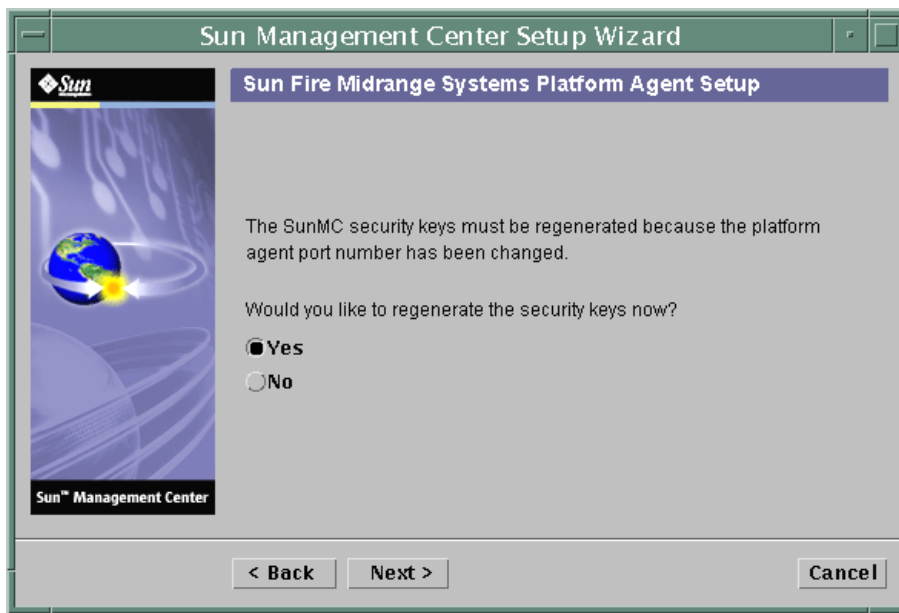 Sun Management Center Setup Wizard
Sun
Sun Fire Midrange Systems Platform Agent Setup
The SunMC security keys must be regenerated because the platform
agent port number has been changed.
Would you like to regenerate the security keys now?
Yes
No
Sun™ Management Center
< Back
Next >
Cancel